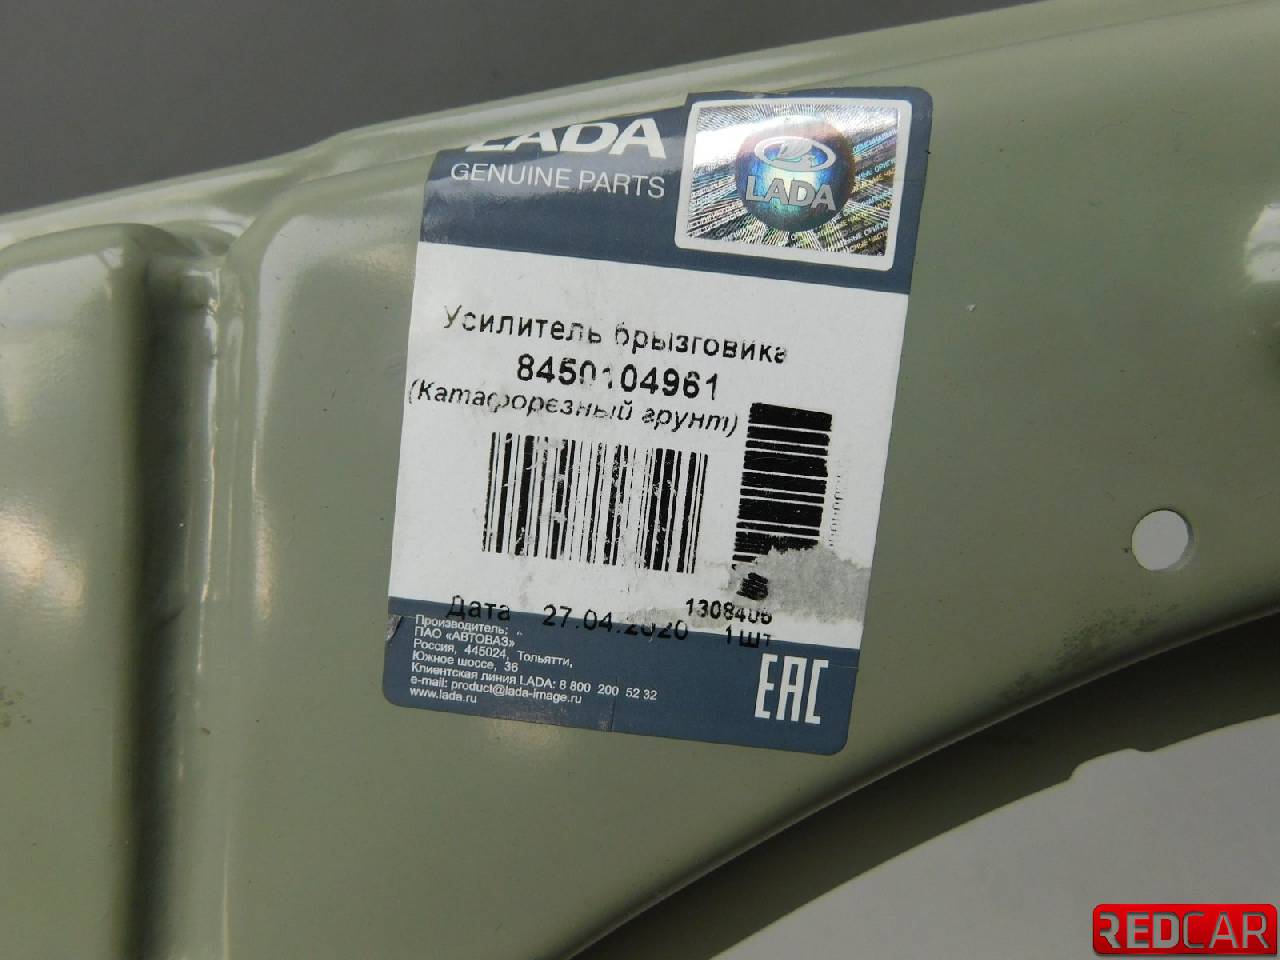 LADA
GENUINE PARTS
LADA
Усилитель брызговика
8450104961
(Катафорезный грунт)
1308406
Дата 27.04.2020 1шт
Производитель:
ПАО «АВТОВАЗ»
Россия, 445024, Тольятти,
Южное шоссе, 36
Клиентская линия LADA: 8 800 200 52 32
e-mail: product@lada-image.ru
www.lada.ru
EAC
REDCAR